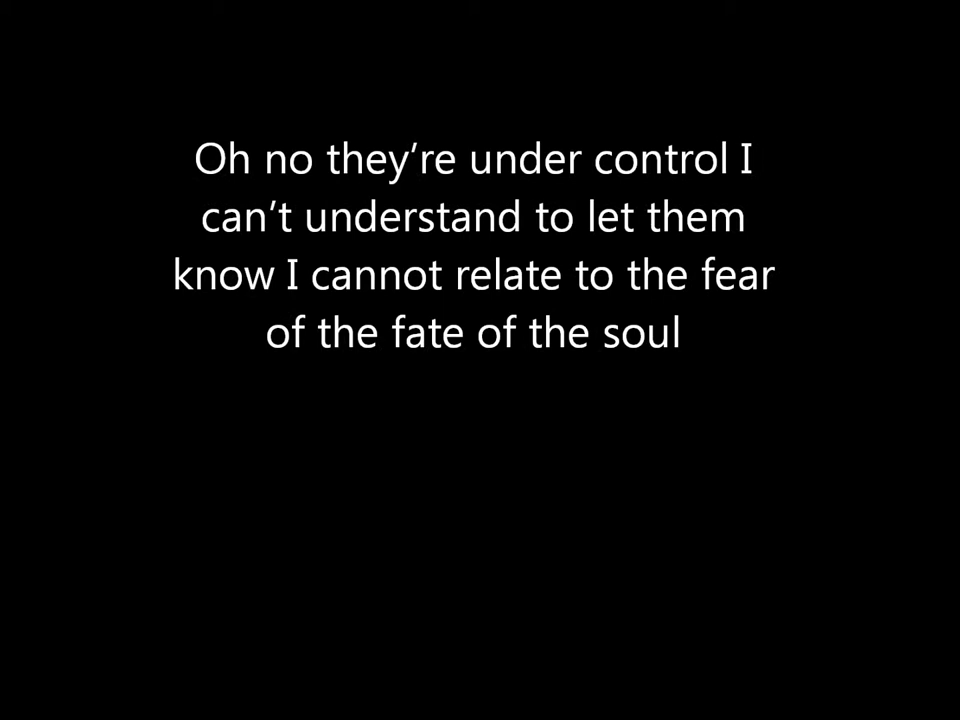 Oh no they’re under control I
can’t understand to let them
know I cannot relate to the fear
of the fate of the soul